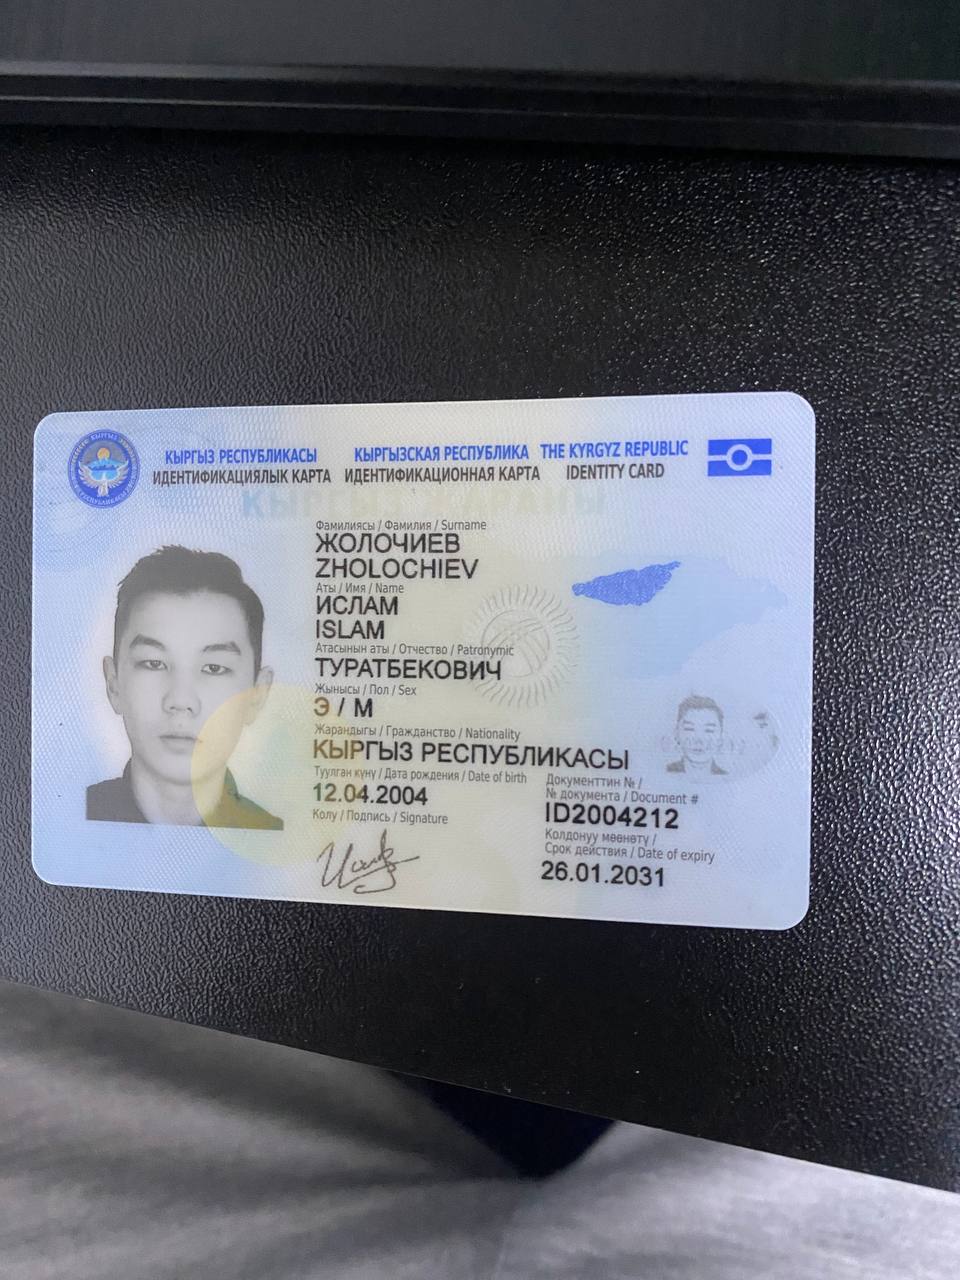 КЫРГЫЗ РЕСПУБЛИКАСЫ КЫРГЫЗСКАЯ РЕСПУБЛИКА THE KYRGYZ REPUBLIC
ИДЕНТИФИКАЦИЯЛЫК КАРТА ИДЕНТИФИКАЦИОННАЯ КАРТА IDENTITY CARD
КЫРГЫЗ ЖАРАНЫ
Фамилиясы / Фамилия / Surname
ЖОЛОЧИЕВ
ZHOLOCHIEV
Аты / Имя / Name
ИСЛАМ
ISLAM
Атасынын аты / Отчество / Patronymic
ТУРАТБЕКОВИЧ
Жынысы / Пол / Sex
Э / М
Жарандыгы / Гражданство / Nationality
КЫРГЫЗ РЕСПУБЛИКАСЫ
Туулган күнү / Дата рождения / Date of birth
12.04.2004
Документтин № /
№ документа / Document #
ID2004212
Колу / Подпись / Signature
Колдонуу мөөнөтү /
Срок действия / Date of expiry
26.01.2031